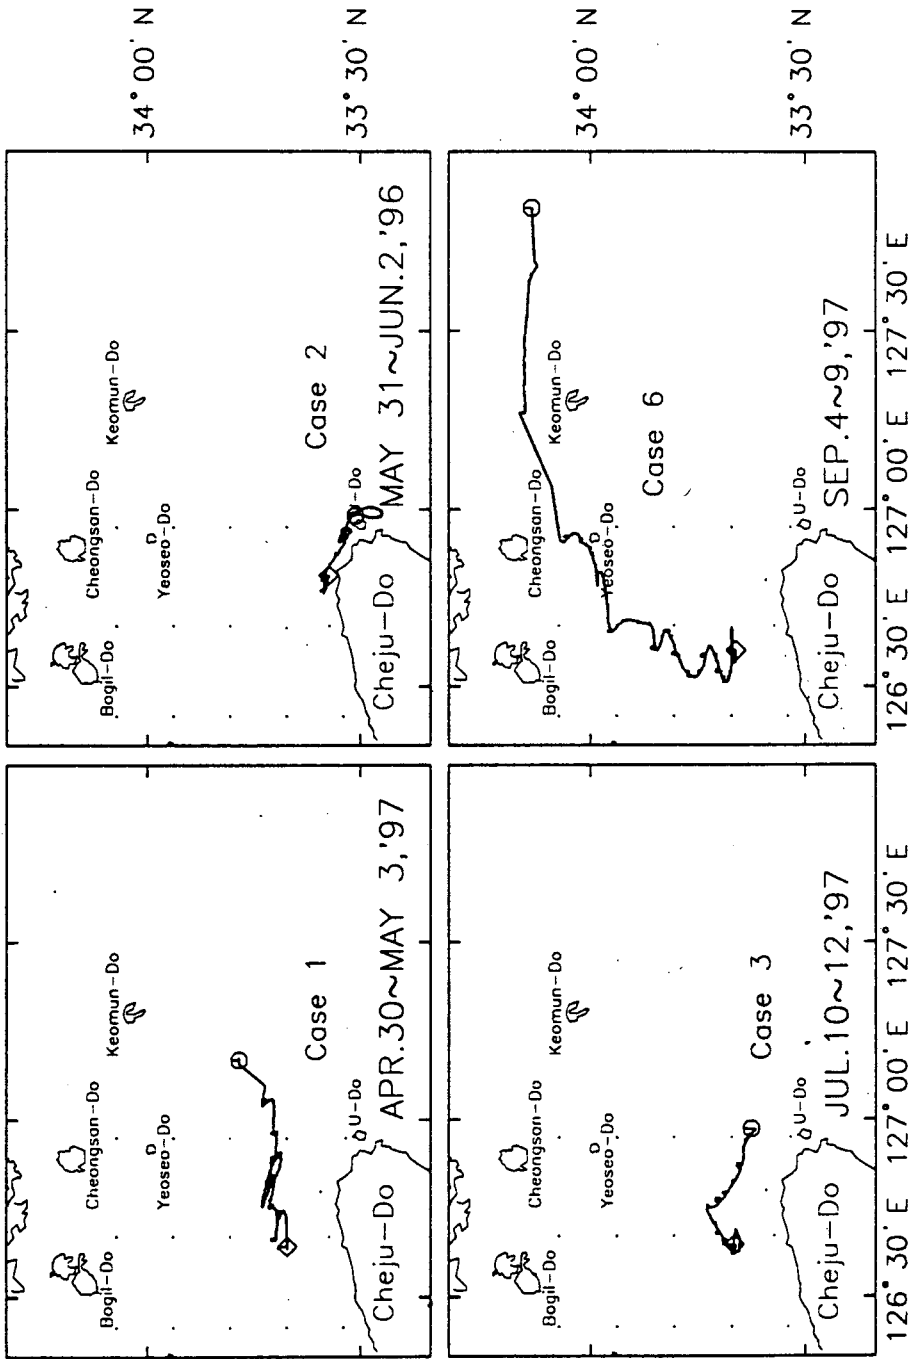 Bogil-Do
Cheongsan-Do
Keomun-Do
Yeoseo-Do
Case 1
U-Do
Cheju-Do
APR.30~MAY 3,'97
Bogil-Do
Cheongsan-Do
Keomun-Do
Yeoseo-Do
Case 2
Cheju-Do
MAY 31~JUN.2,'96
34° 00' N
33° 30' N
Bogil-Do
Cheongsan-Do
Keomun-Do
Yeoseo-Do
Case 3
U-Do
Cheju-Do
JUL.10~12,'97
126° 30' E
127° 00' E
127° 30' E
Bogil-Do
Cheongsan-Do
Keomun-Do
Yeoseo-Do
Case 6
U-Do
Cheju-Do
SEP.4~9,'97
34° 00' N
33° 30' N
126° 30' E
127° 00' E
127° 30' E